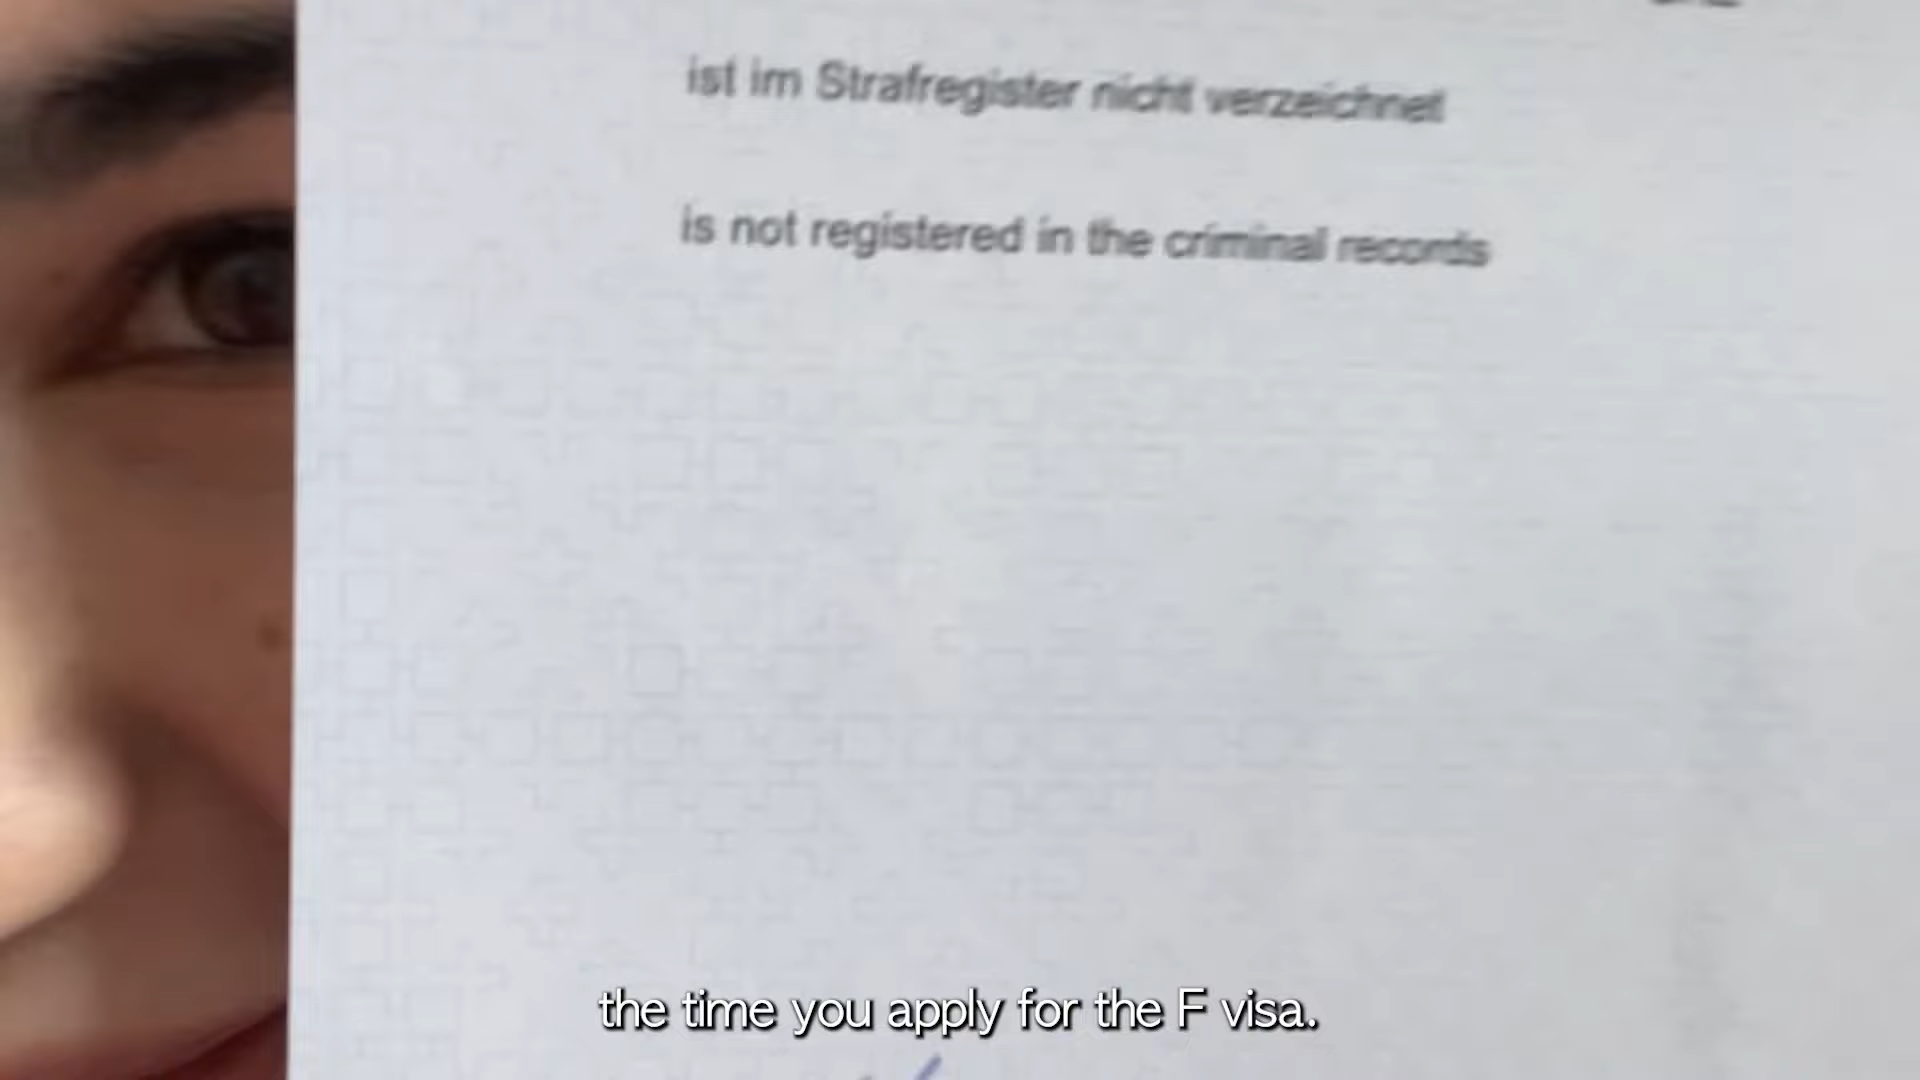 ist im Strafregister nicht verzeichnet
is not registered in the criminal records
the time you apply for the F visa.